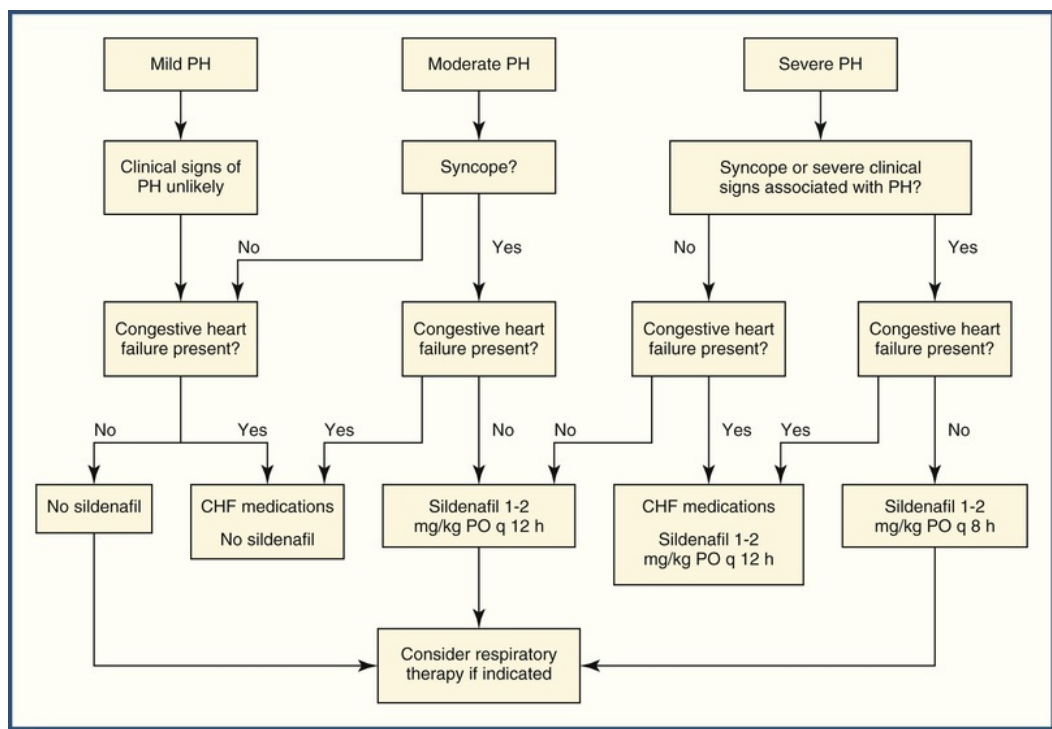 Mild PH
Moderate PH
Severe PH
Clinical signs of
PH unlikely
Syncope?
Syncope or severe clinical
signs associated with PH?
No
Yes
No
Yes
Congestive heart
failure present?
Congestive heart
failure present?
Congestive heart
failure present?
Congestive heart
failure present?
No
Yes
Yes
No
No
Yes
Yes
No
No sildenafil
CHF medications
No sildenafil
Sildenafil 1-2
mg/kg PO q 12 h
CHF medications
Sildenafil 1-2
mg/kg PO q 12 h
Sildenafil 1-2
mg/kg PO q 8 h
Consider respiratory
therapy if indicated